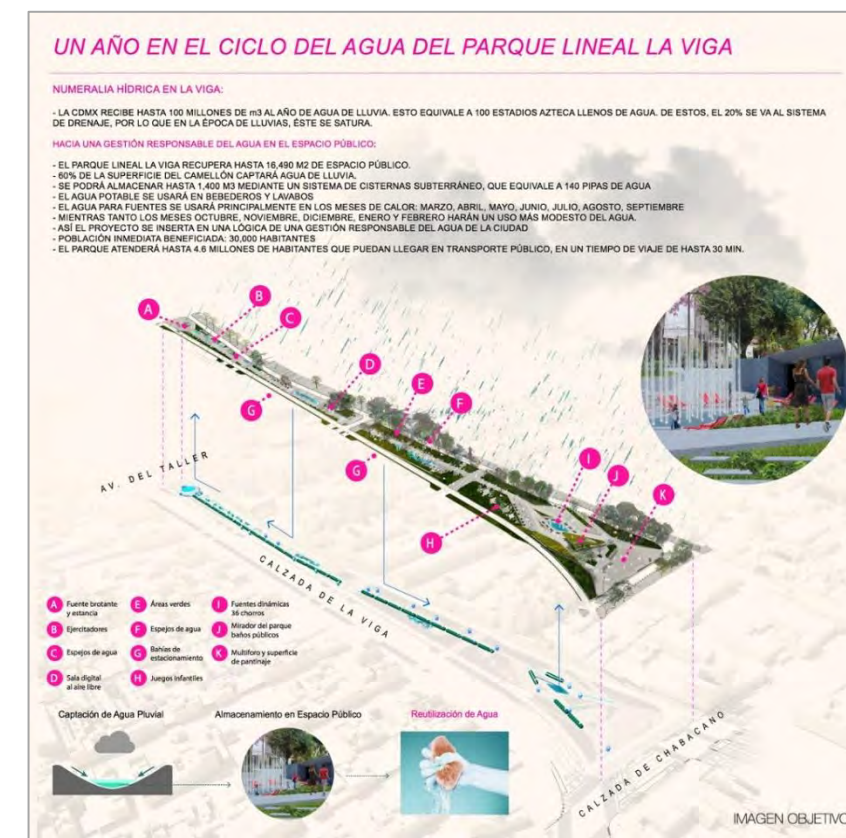 UN AÑO EN EL CICLO DEL AGUA DEL PARQUE LINEAL LA VIGA
NUMERALIA HÍDRICA EN LA VIGA:
- LA CDMX RECIBE HASTA 100 MILLONES DE m3 AL AÑO DE AGUA DE LLUVIA. ESTO EQUIVALE A 100 ESTADIOS AZTECA LLENOS DE AGUA. DE ESTOS, EL 20% SE VA AL SISTEMA
DE DRENAJE, POR LO QUE EN LA ÉPOCA DE LLUVIAS, ÉSTE SE SATURA.
HACIA UNA GESTIÓN RESPONSABLE DEL AGUA EN EL ESPACIO PÚBLICO:
- EL PARQUE LINEAL LA VIGA RECUPERA HASTA 16,490 M2 DE ESPACIO PÚBLICO.
- 60% DE LA SUPERFICIE DEL CAMELLÓN CAPTARÁ AGUA DE LLUVIA.
- SE PODRÁ ALMACENAR HASTA 1,400 M3 MEDIANTE UN SISTEMA DE CISTERNAS SUBTERRÁNEO, QUE EQUIVALE A 140 PIPAS DE AGUA
- EL AGUA POTABLE SE USARÁ EN BEBEDEROS Y LAVABOS
- EL AGUA PARA FUENTES SE USARÁ PRINCIPALMENTE EN LOS MESES DE CALOR: MARZO, ABRIL, MAYO, JUNIO, JULIO, AGOSTO, SEPTIEMBRE
- MIENTRAS TANTO LOS MESES OCTUBRE, NOVIEMBRE, DICIEMBRE, ENERO Y FEBRERO HARÁN UN USO MÁS MODESTO DEL AGUA.
- ASÍ EL PROYECTO SE INSERTA EN UNA LÓGICA DE UNA GESTIÓN RESPONSABLE DEL AGUA DE LA CIUDAD
- POBLACIÓN INMEDIATA BENEFICIADA: 30,000 HABITANTES
- EL PARQUE ATENDERÁ HASTA 4.6 MILLONES DE HABITANTES QUE PUEDAN LLEGAR EN TRANSPORTE PÚBLICO, EN UN TIEMPO DE VIAJE DE HASTA 30 MIN.
A
B
C
D
E
F
G
G
H
I
J
K
AV. DEL TALLER
CALZADA DE LA VIGA
CALZADA DE CHABACANO
A Fuente brotante
y estancia
B Ejercitadores
C Espejos de agua
D Sala digital
al aire libre
E Áreas verdes
F Espejos de agua
G Bahías de
estacionamiento
H Juegos infantiles
I Fuentes dinámicas
36 chorros
J Mirador del parque
baños públicos
K Multiforo y superficie
de pantinaje
Captación de Agua Pluvial
Almacenamiento en Espacio Público
Reutilización de Agua
IMAGEN OBJETIVO